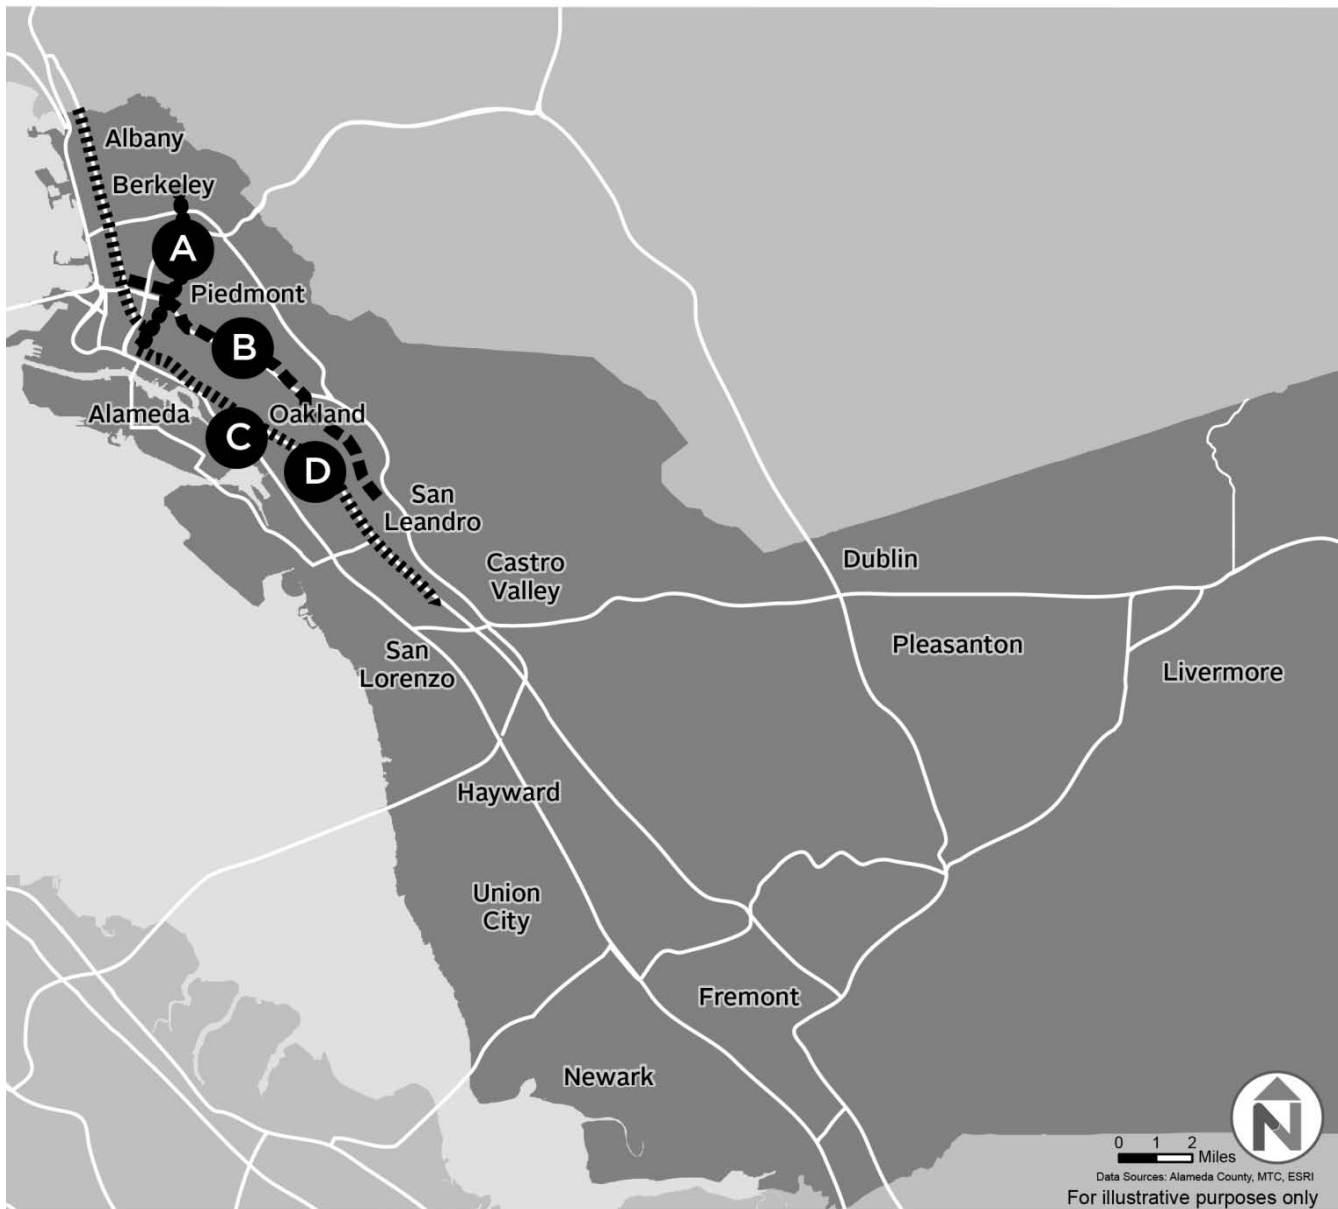 Albany
Berkeley
A
Piedmont
B
Alameda
Oakland
C
D
San
Leandro
Castro
Valley
Dublin
San
Lorenzo
Pleasanton
Livermore
Hayward
Union
City
Fremont
Newark
N
0 1 2
Miles
Data Sources: Alameda County, MTC, ESRI
For illustrative purposes only